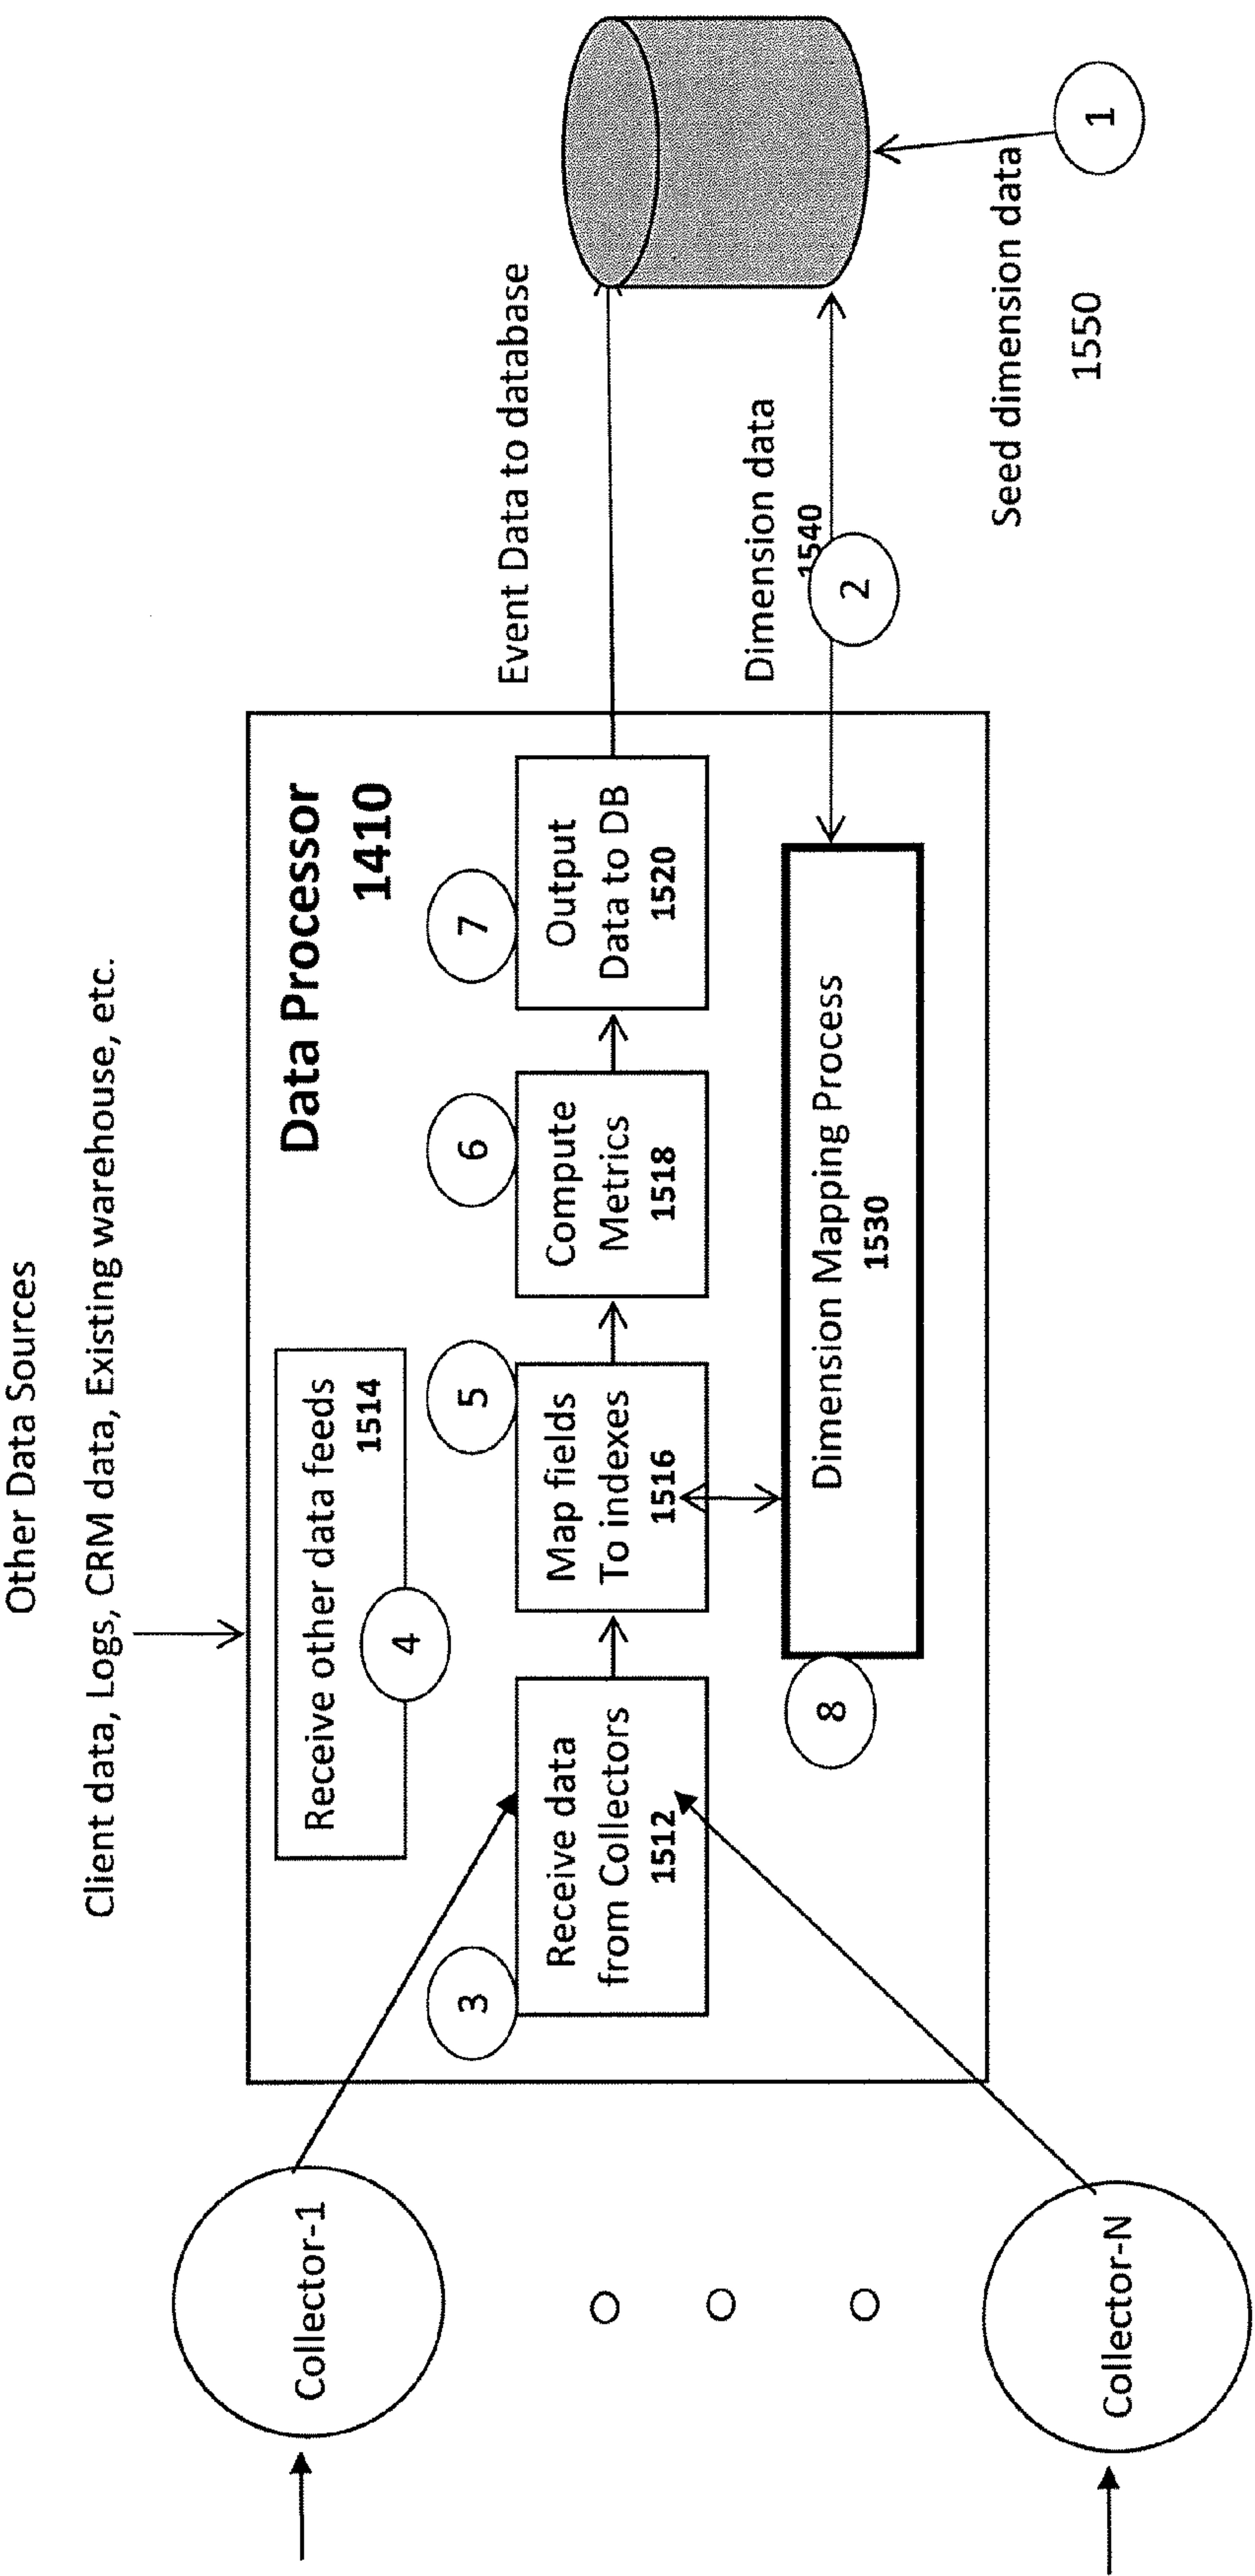 Other Data Sources
Client data, Logs, CRM data, Existing warehouse, etc.
Data Processor
1410
Receive other data feeds
1514
4
Collector-1
3
Receive data
from Collectors
1512
5
Map fields
To indexes
1516
6
Compute
Metrics
1518
7
Output
Data to DB
1520
Event Data to database
Dimension data
1540
2
8
Dimension Mapping Process
1530
Seed dimension data
1550
1
Collector-N